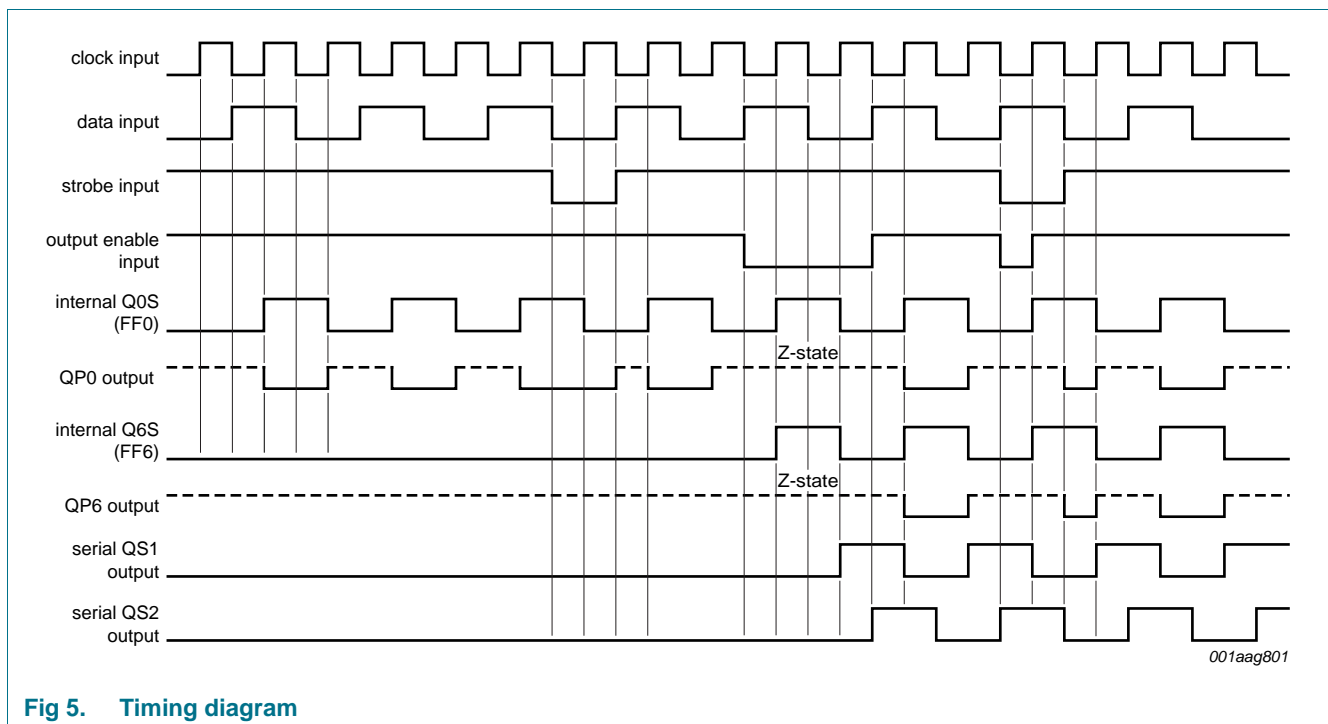 clock input
data input
strobe input
output enable
input
internal Q0S
(FF0)
Z-state
QP0 output
internal Q6S
(FF6)
Z-state
QP6 output
serial QS1
output
serial QS2
output
001aag801
Fig 5. Timing diagram